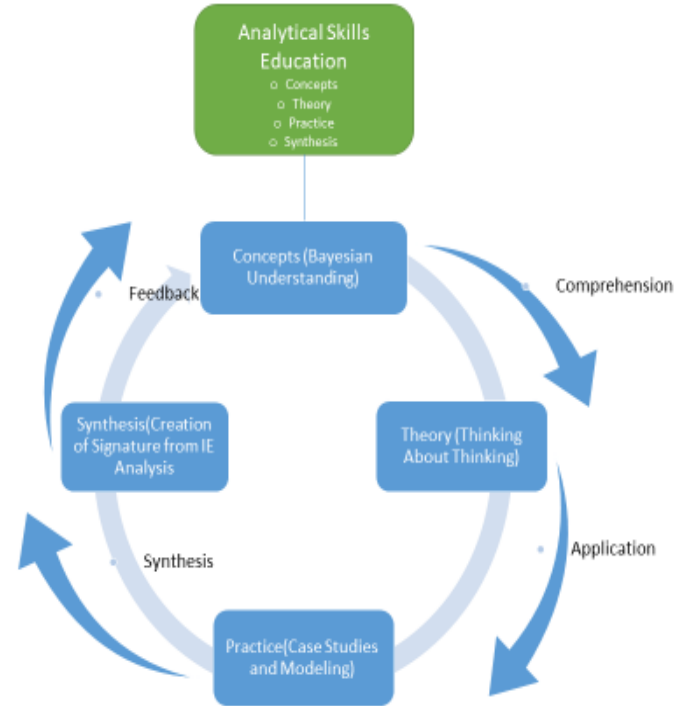 Analytical Skills
Education
o Concepts
o Theory
o Practice
o Synthesis
Concepts (Bayesian
Understanding)
Feedback
Comprehension
Synthesis(Creation
of Signature from IE
Analysis
Theory (Thinking
About Thinking)
Synthesis
Application
Practice(Case Studies
and Modeling)